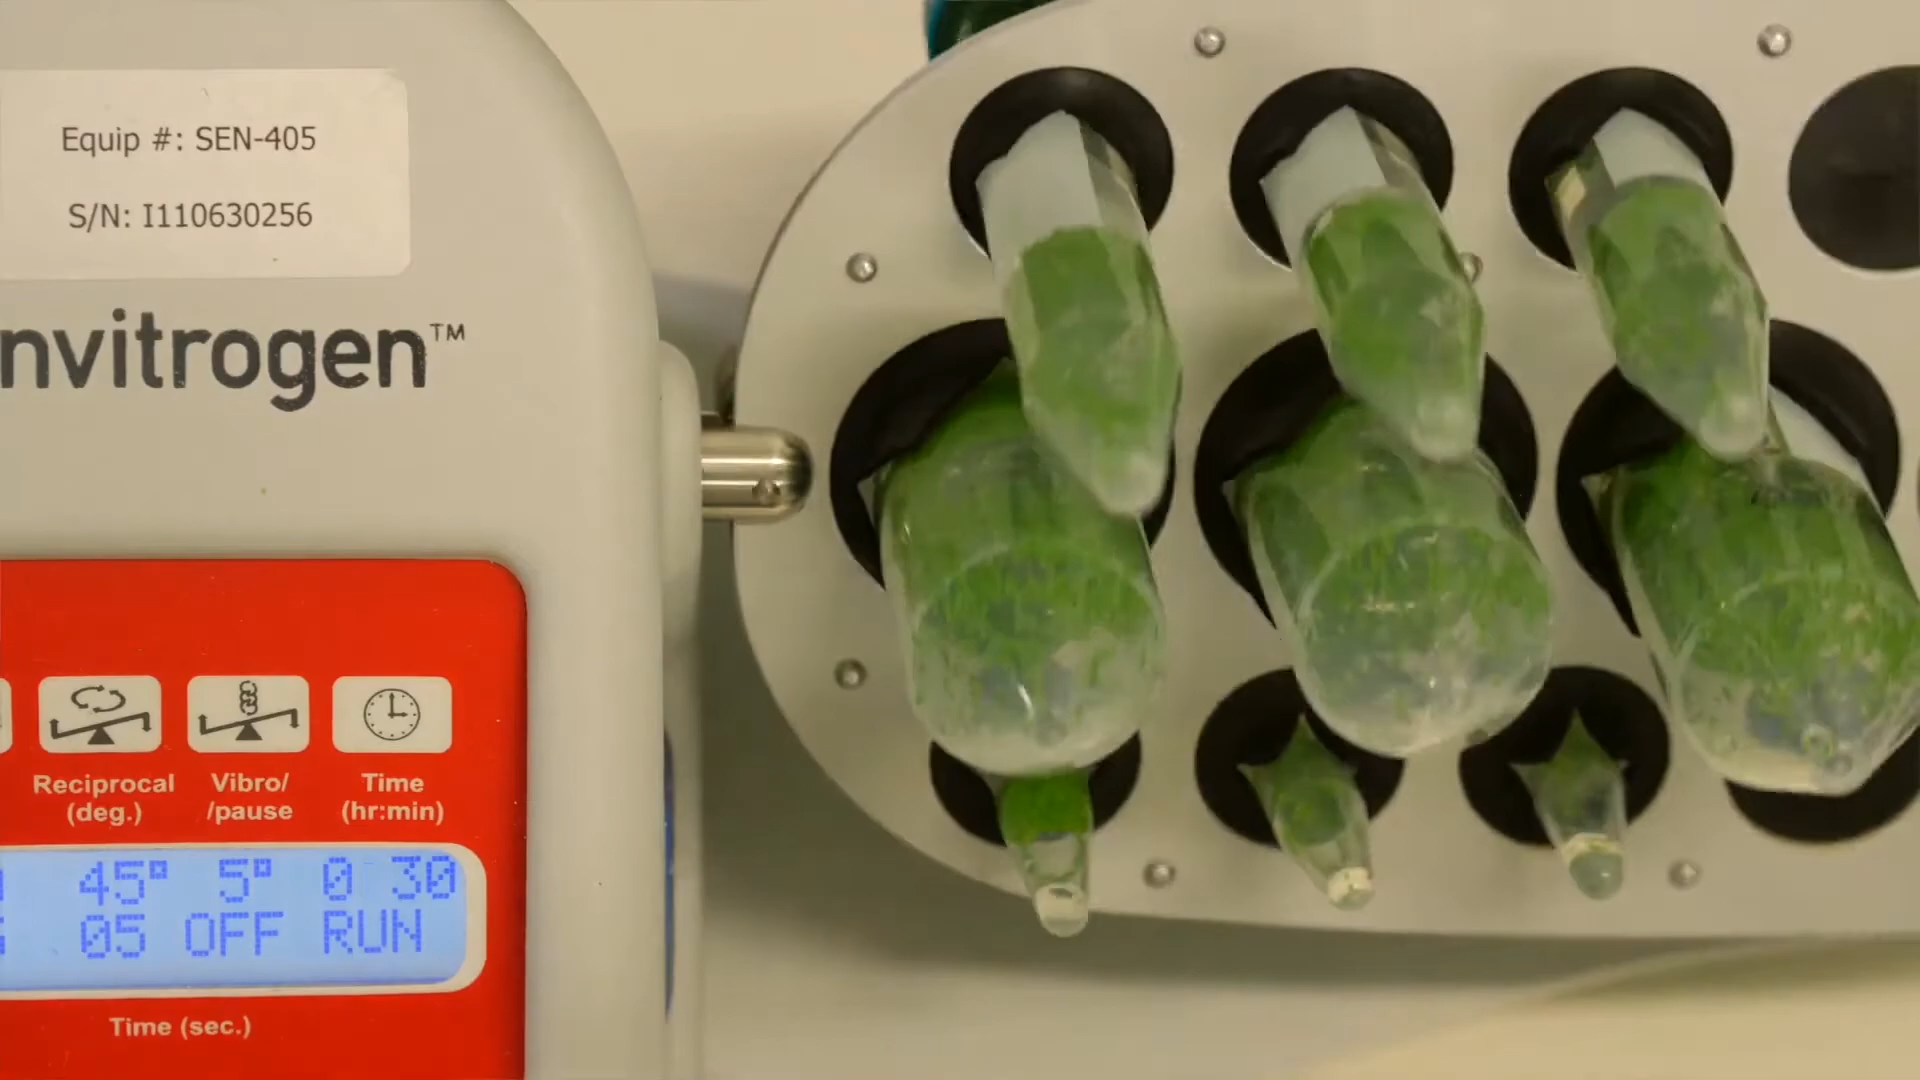 Equip #: SEN-405
S/N: I110630256
nvitrogen™
Reciprocal (deg.)
Vibro/ /pause
Time (hr:min)
45° 5° 0 30
05 OFF RUN
Time (sec.)